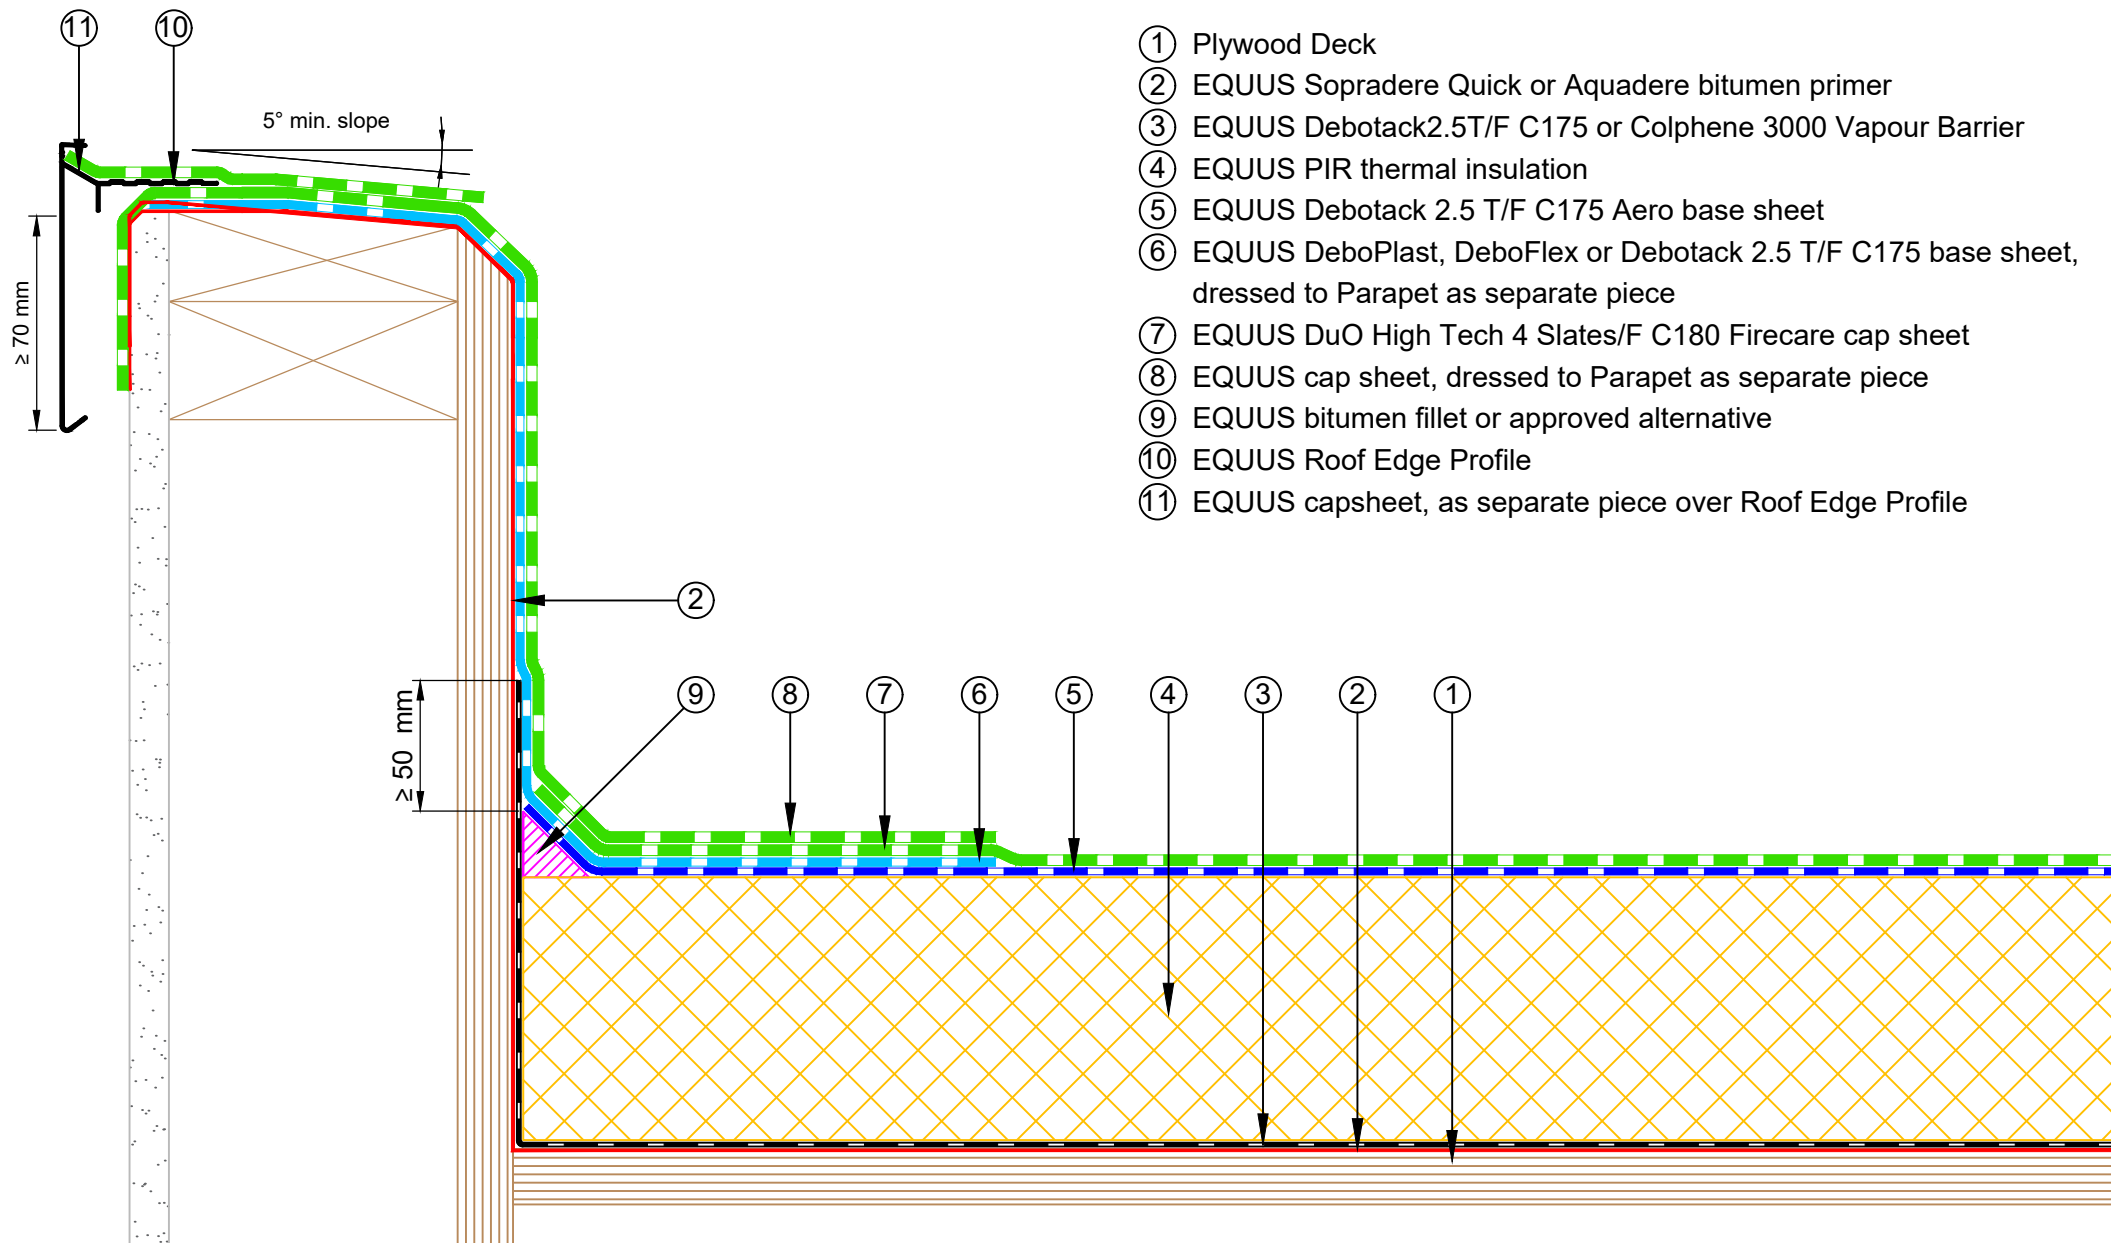 11
10
5° min. slope
≥ 70 mm
① Plywood Deck
② EQUUS Sopradere Quick or Aquadere bitumen primer
③ EQUUS Debotack2.5T/F C175 or Colphene 3000 Vapour Barrier
④ EQUUS PIR thermal insulation
⑤ EQUUS Debotack 2.5 T/F C175 Aero base sheet
⑥ EQUUS DeboPlast, DeboFlex or Debotack 2.5 T/F C175 base sheet,
dressed to Parapet as separate piece
⑦ EQUUS DuO High Tech 4 Slates/F C180 Firecare cap sheet
⑧ EQUUS cap sheet, dressed to Parapet as separate piece
⑨ EQUUS bitumen fillet or approved alternative
⑩ EQUUS Roof Edge Profile
⑪ EQUUS capsheet, as separate piece over Roof Edge Profile
2
≥ 50 mm
9 8 7 6 5 4 3 2 1